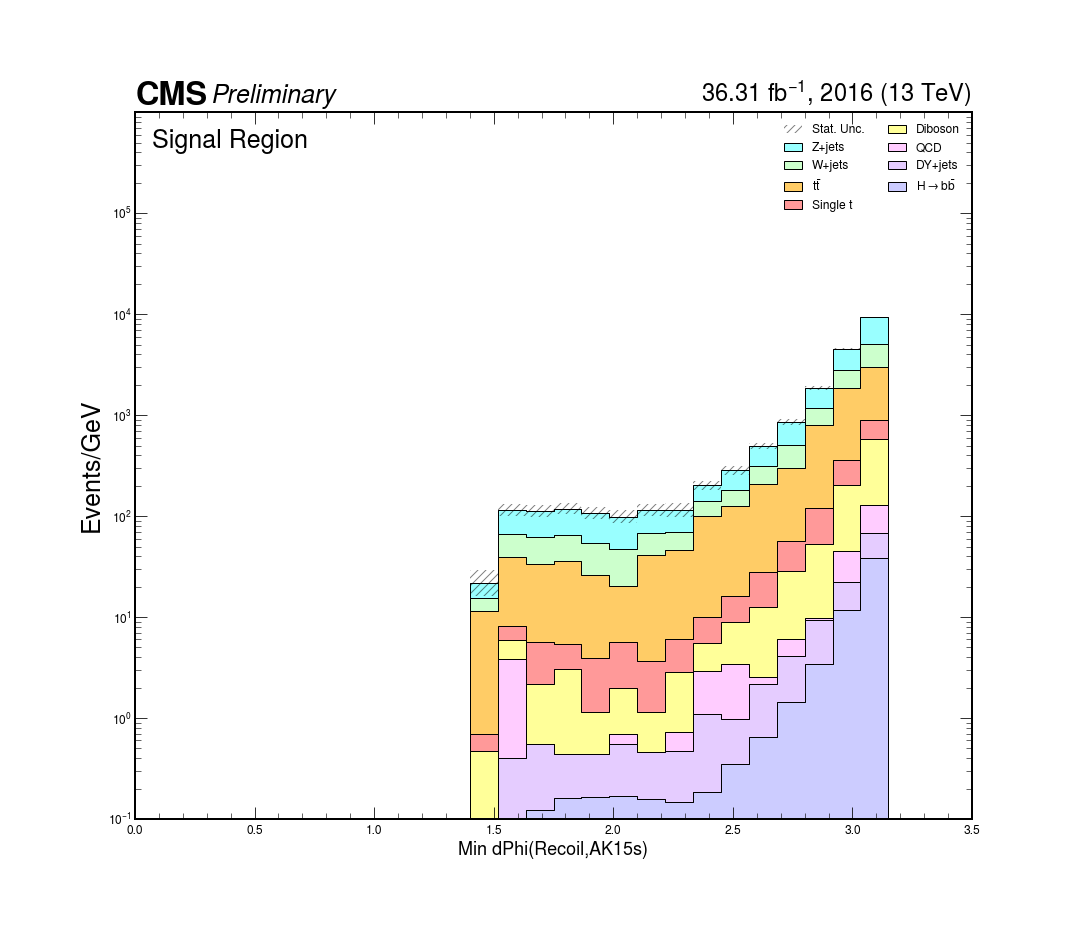 CMS Preliminary
36.31 fb⁻¹, 2016 (13 TeV)
Signal Region
Stat. Unc.
Z+jets
W+jets
tt̄
Single t
Diboson
QCD
DY+jets
H→bb̄
Events/GeV
10⁵
10⁴
10³
10²
10¹
10⁰
10⁻¹
0.0 0.5 1.0 1.5 2.0 2.5 3.0 3.5
Min dPhi(Recoil,AK15s)